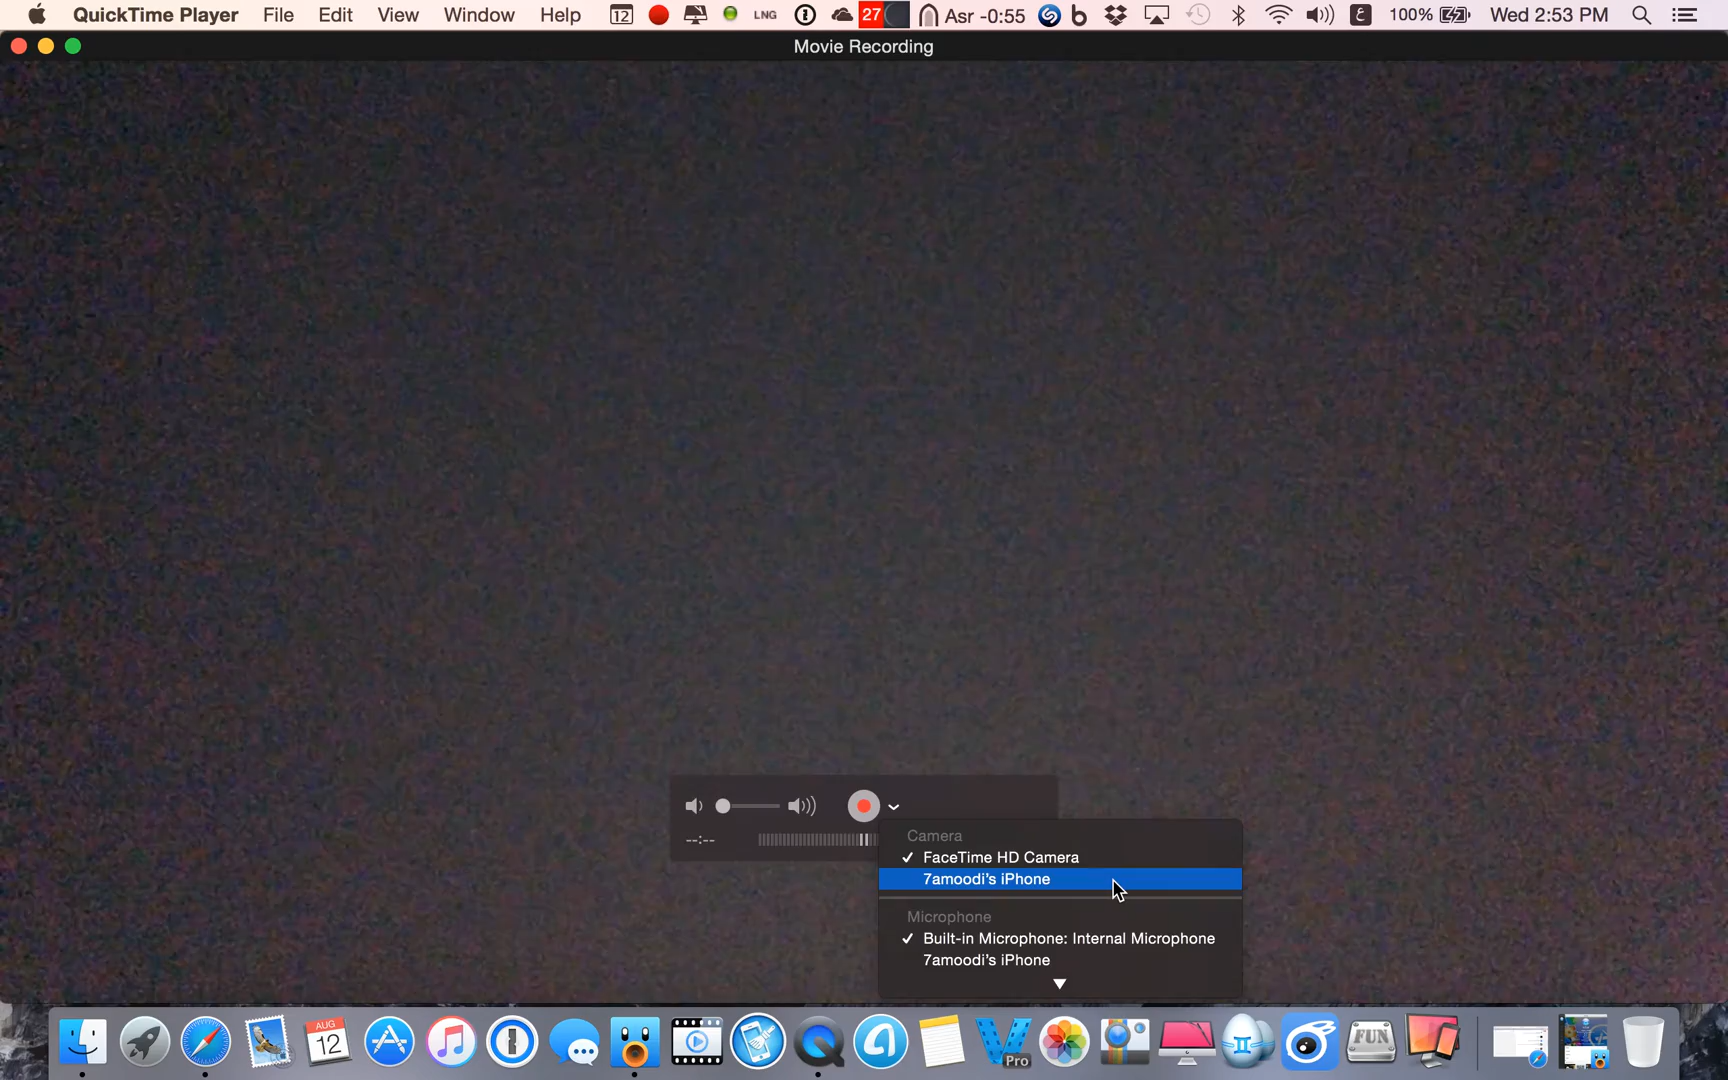 QuickTime Player File Edit View Window Help 12 LNG 27 Asr -0:55 b ع 100% Wed 2:53 PM
Movie Recording
--:--
Camera
✓ FaceTime HD Camera
7amoodi's iPhone
Microphone
✓ Built-in Microphone: Internal Microphone
7amoodi's iPhone
AUG
12
Pro
FUN